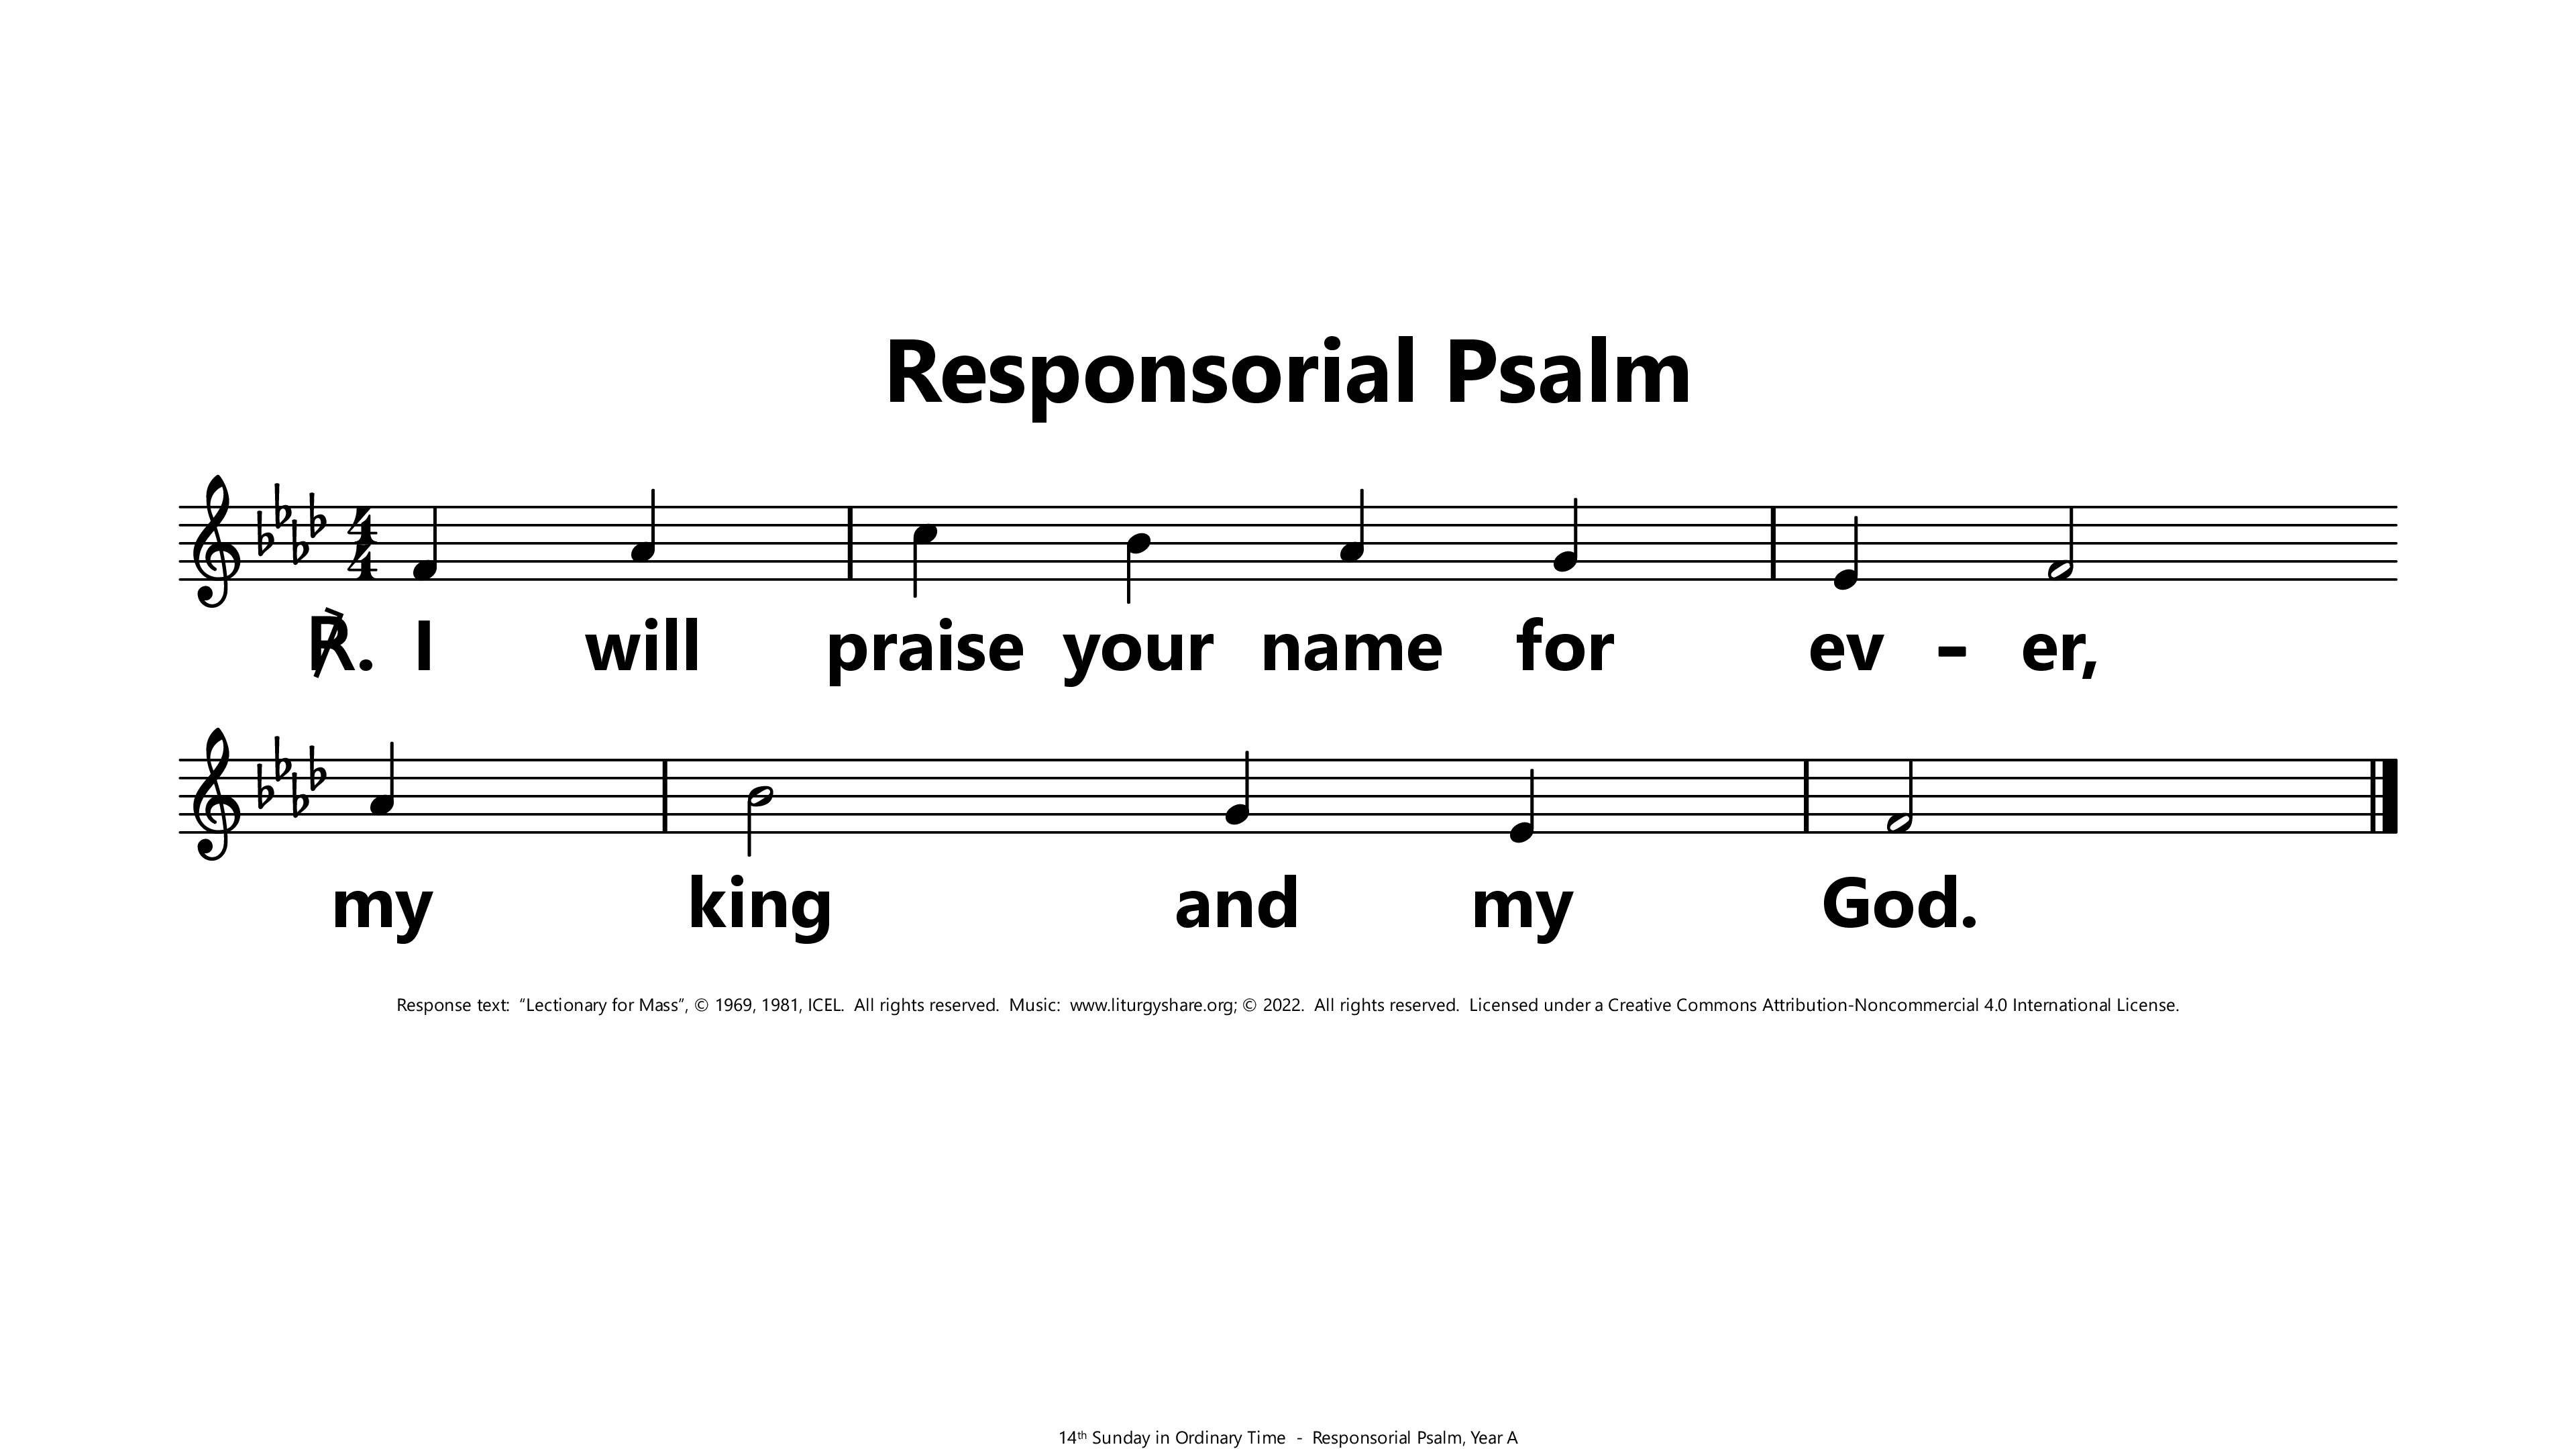 Responsorial Psalm
℟. I will praise your name for ev - er,
my king and my God.
Response text: “Lectionary for Mass”, © 1969, 1981, ICEL. All rights reserved. Music: www.liturgyshare.org; © 2022. All rights reserved. Licensed under a Creative Commons Attribution-Noncommercial 4.0 International License.
14th Sunday in Ordinary Time - Responsorial Psalm, Year A